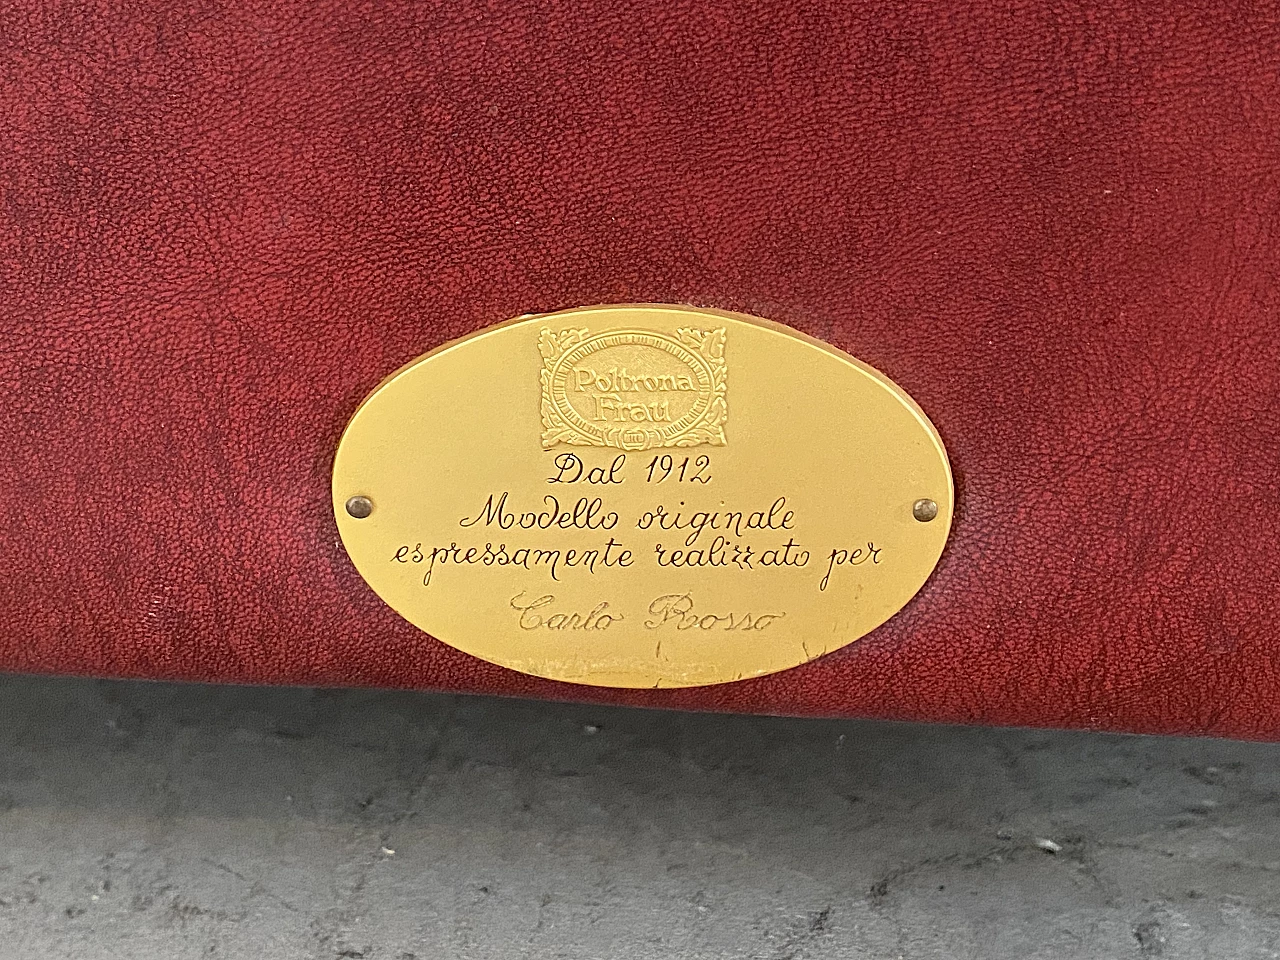 Poltrona
Frau
Dal 1912
Modello originale
espressamente realizzato per
Carlo Rosso